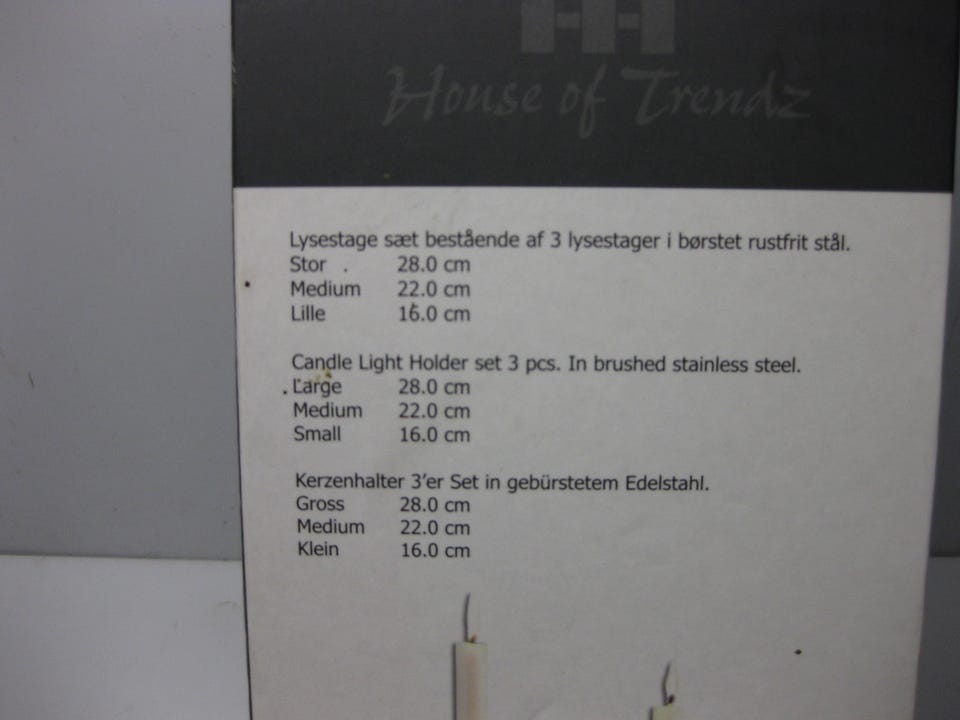 House of Trendz
Lysestage sæt bestående af 3 lysestager i børstet rustfrit stål.
Stor 28.0 cm
Medium 22.0 cm
Lille 16.0 cm
Candle Light Holder set 3 pcs. In brushed stainless steel.
Large 28.0 cm
Medium 22.0 cm
Small 16.0 cm
Kerzenhalter 3'er Set in gebürstetem Edelstahl.
Gross 28.0 cm
Medium 22.0 cm
Klein 16.0 cm